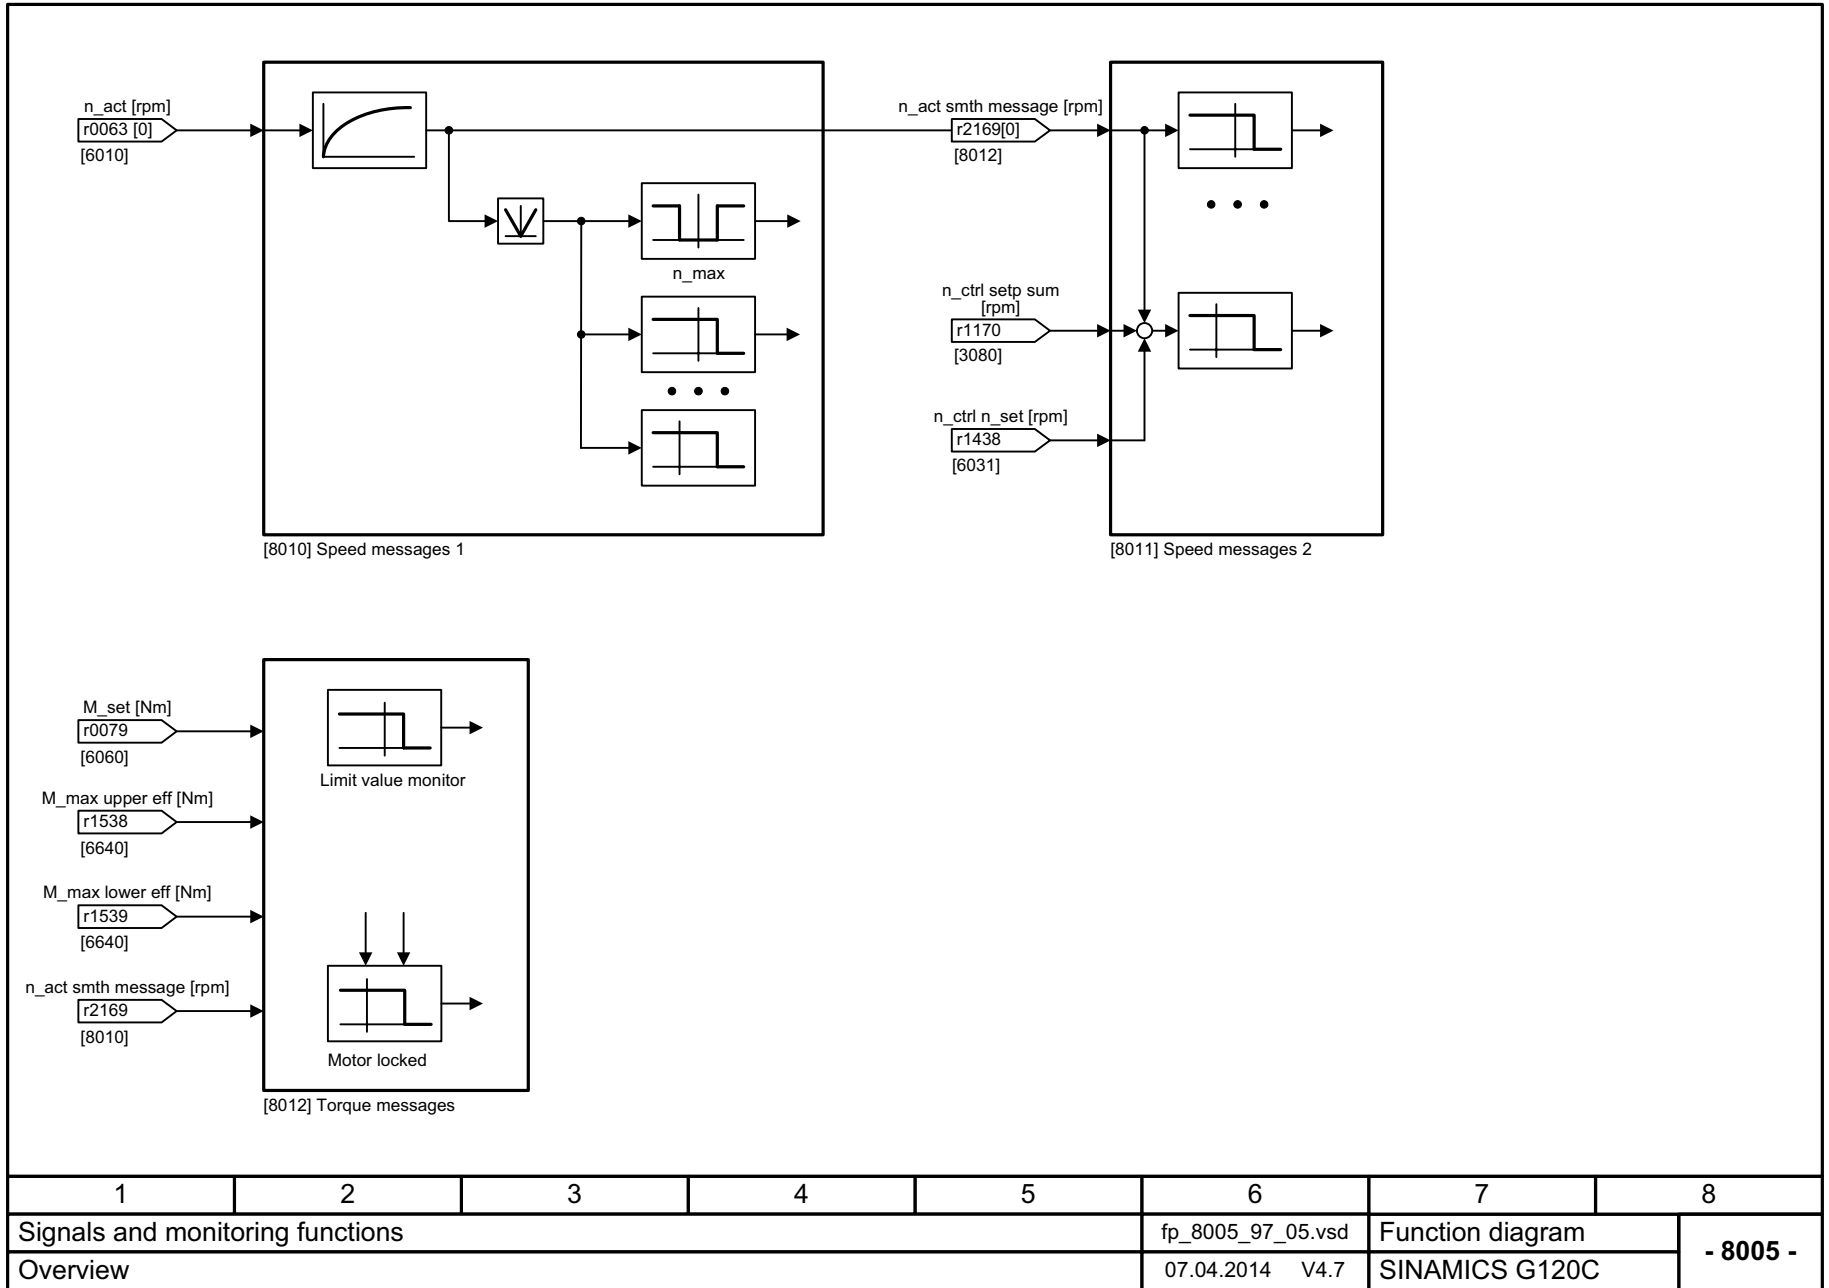 n_act [rpm]
r0063 [0]
[6010]
n_max
[8010] Speed messages 1
n_act smth message [rpm]
r2169[0]
[8012]
n_ctrl setp sum
[rpm]
r1170
[3080]
n_ctrl n_set [rpm]
r1438
[6031]
[8011] Speed messages 2
M_set [Nm]
r0079
[6060]
M_max upper eff [Nm]
r1538
[6640]
M_max lower eff [Nm]
r1539
[6640]
n_act smth message [rpm]
r2169
[8010]
Limit value monitor
Motor locked
[8012] Torque messages
1 2 3 4 5 6 7 8
Signals and monitoring functions fp_8005_97_05.vsd Function diagram
- 8005 -
Overview 07.04.2014 V4.7 SINAMICS G120C